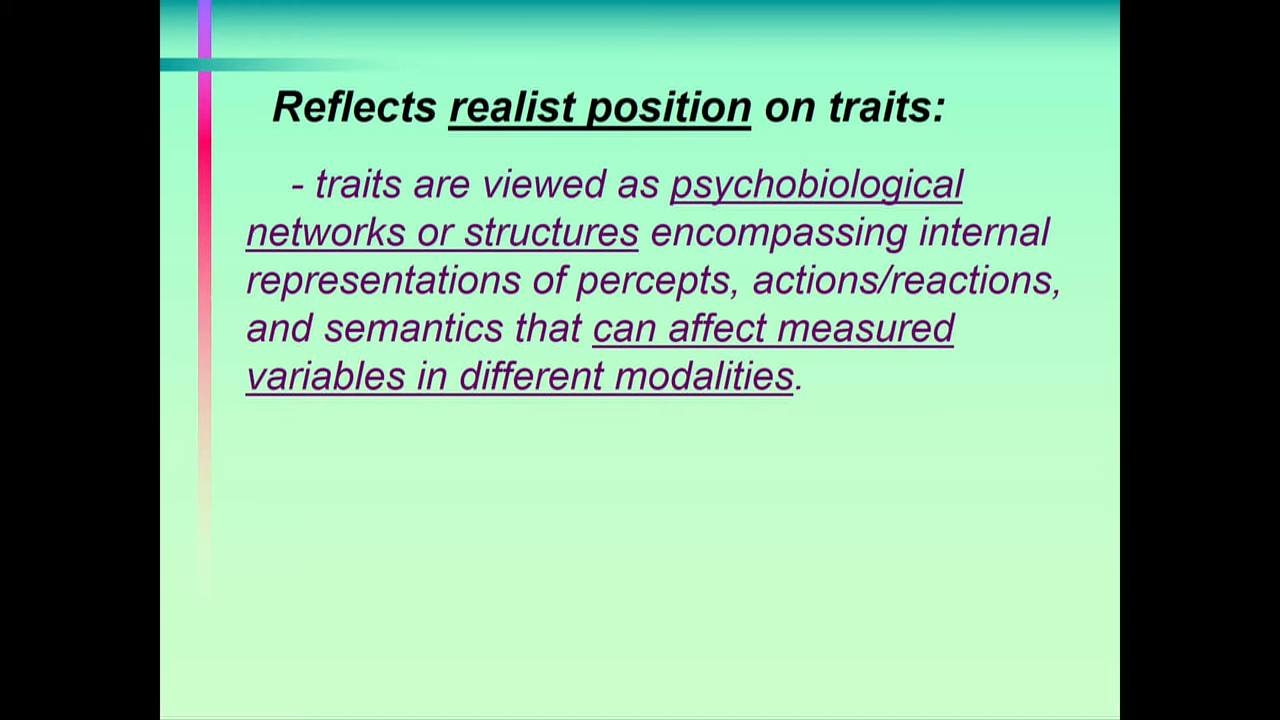 Reflects realist position on traits:
- traits are viewed as psychobiological
networks or structures encompassing internal
representations of percepts, actions/reactions,
and semantics that can affect measured
variables in different modalities.